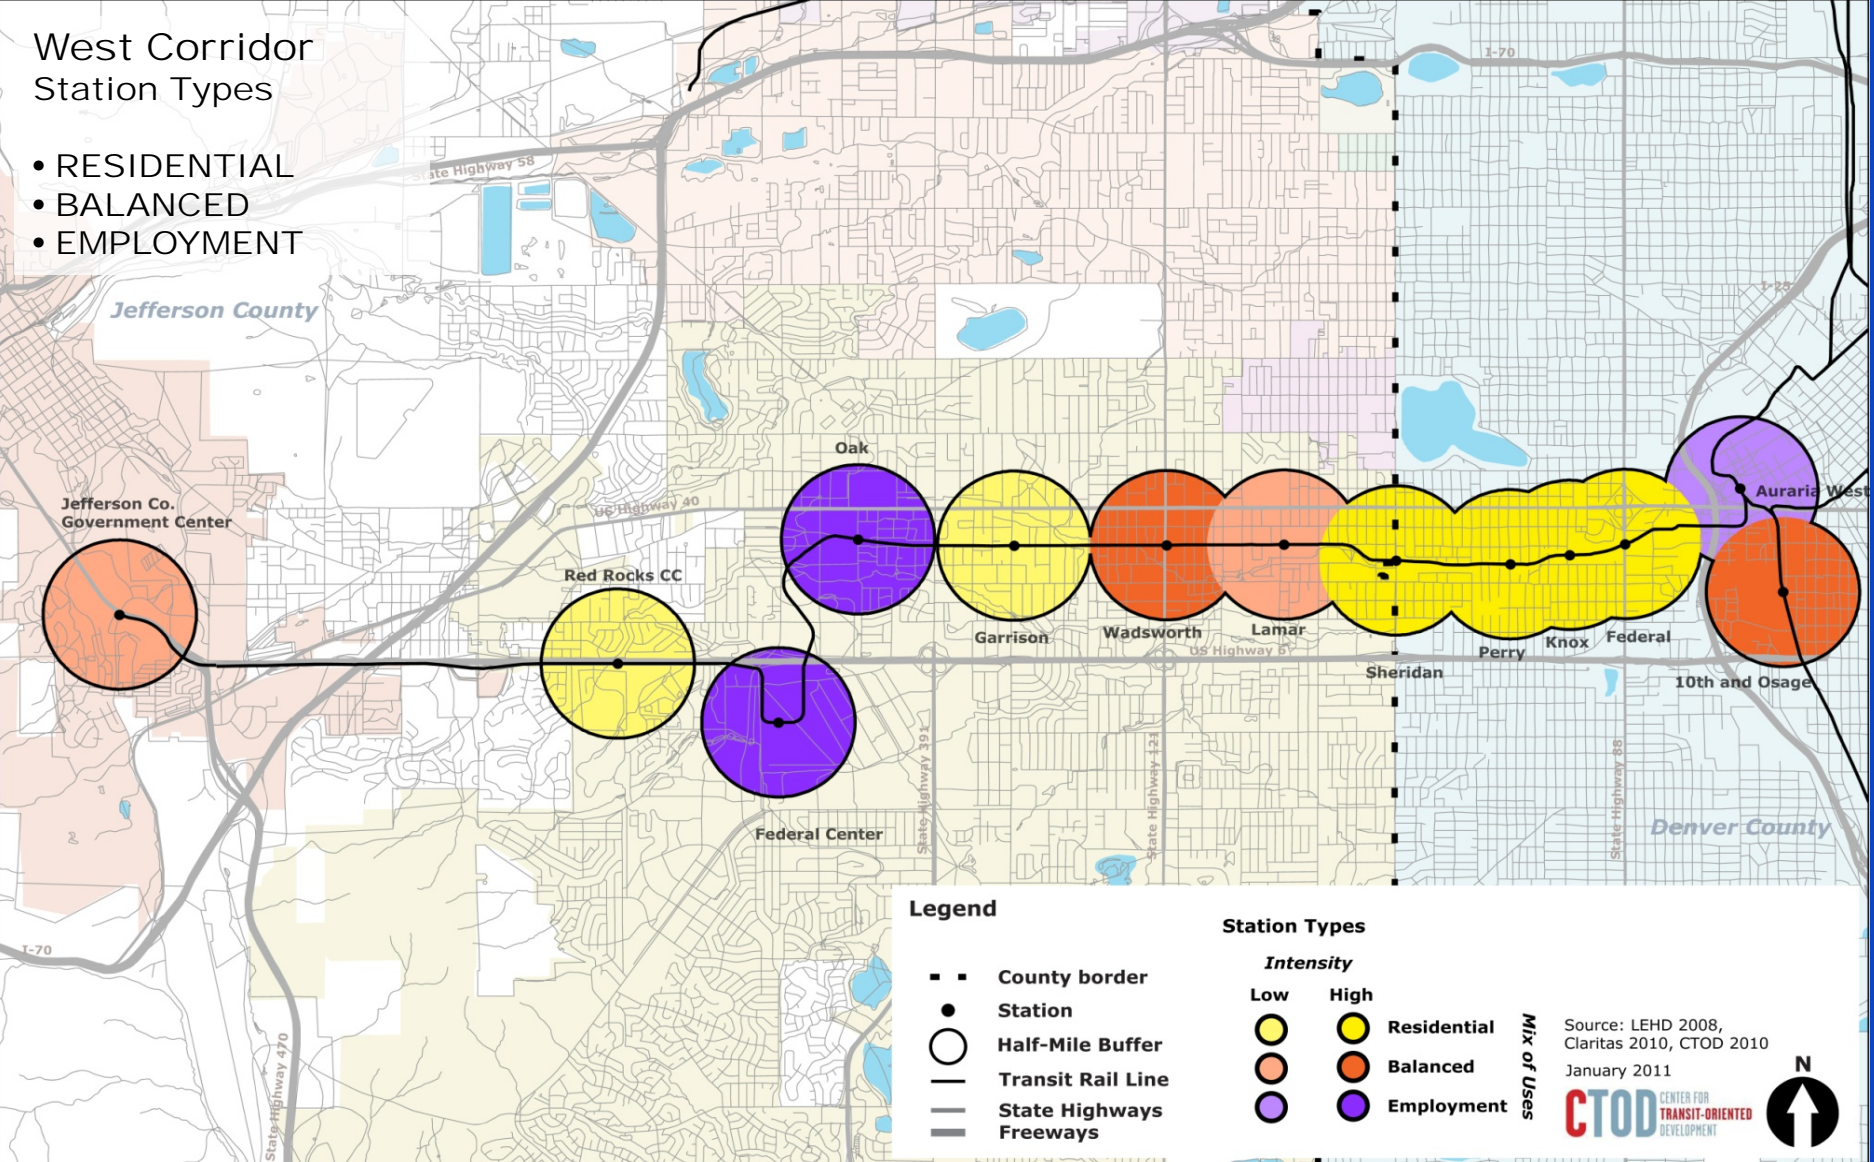 West Corridor
Station Types
• RESIDENTIAL
• BALANCED
• EMPLOYMENT
I-70
State Highway 58
Jefferson County
I-25
Oak
Auraria West
Jefferson Co.
Government Center
US Highway 40
Red Rocks CC
Garrison
Wadsworth
Lamar
Federal
Knox
Perry
US Highway 6
Sheridan
10th and Osage
State Highway 391
State Highway 121
State Highway 88
Federal Center
Denver County
I-70
State Highway 470
Legend
County border
Station
Half-Mile Buffer
Transit Rail Line
State Highways
Freeways
Station Types
Intensity
Low High
Residential
Balanced
Employment
Mix of Uses
Source: LEHD 2008,
Claritas 2010, CTOD 2010
January 2011
CTOD
CENTER FOR
TRANSIT-ORIENTED
DEVELOPMENT
N